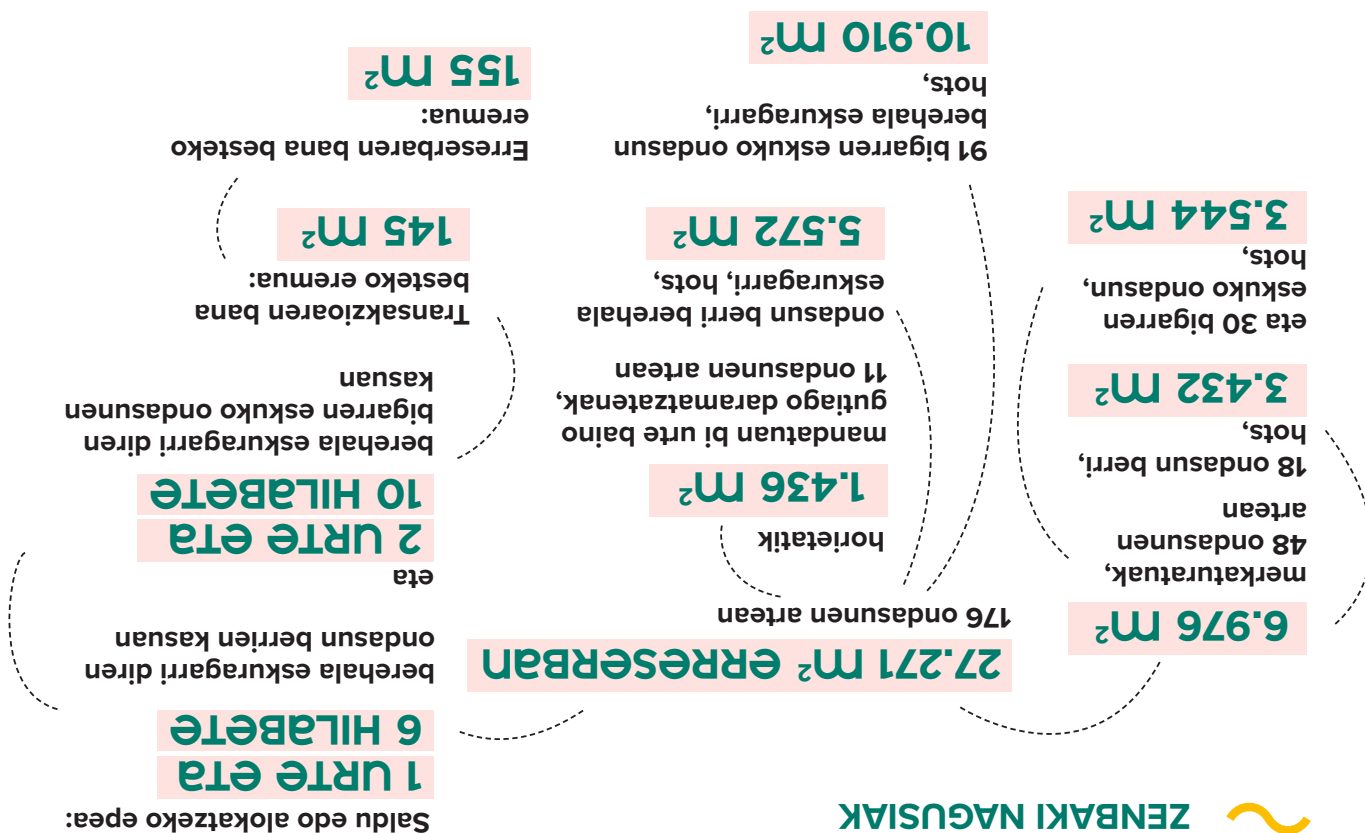 ZENBAKI NAGUSIAK
27.271 m² ERRESERBAN
176 ondasunen artean
6.976 m²
merkaturatuak,
48 ondasunen
artean
18 ondasun berri,
hots,
3.432 m²
eta 30 bigarren
eskuko ondasun,
hots,
3.544 m²
horietatik
1.436 m²
mandatuan bi urte baino
gutiago daramatzatenak,
11 ondasunen artean
ondasun berri berehala
eskuragarri, hots,
5.572 m²
91 bigarren eskuko ondasun
berehala eskuragarri,
hots,
10.910 m²
Saldu edo alokatzeko epea:
1 URTE ETA
6 HILABETE
berehala eskuragarri diren
ondasun berrien kasuan
eta
2 URTE ETA
10 HILABETE
berehala eskuragarri diren
bigarren eskuko ondasunen
kasuan
Transakzioaren bana
besteko eremua:
145 m²
Erreserbaren bana besteko
eremua:
155 m²